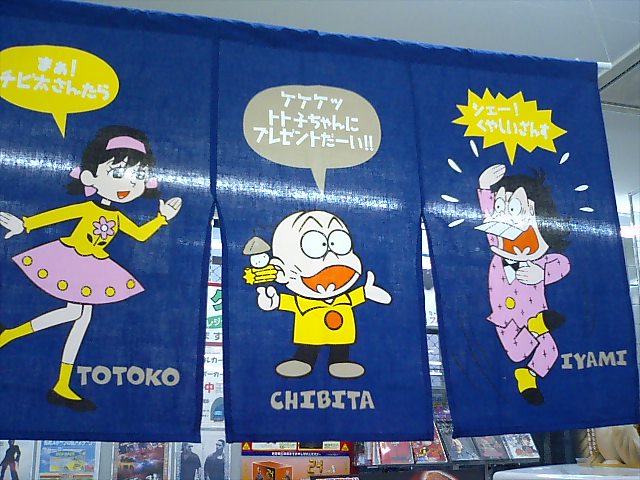 まぁ!
チビ太さんたら
ケケケッ
トト子ちゃんに
プレゼントだーい!!
シェー!
くやしいざんす
TOTOKO
CHIBITA
IYAMI
24